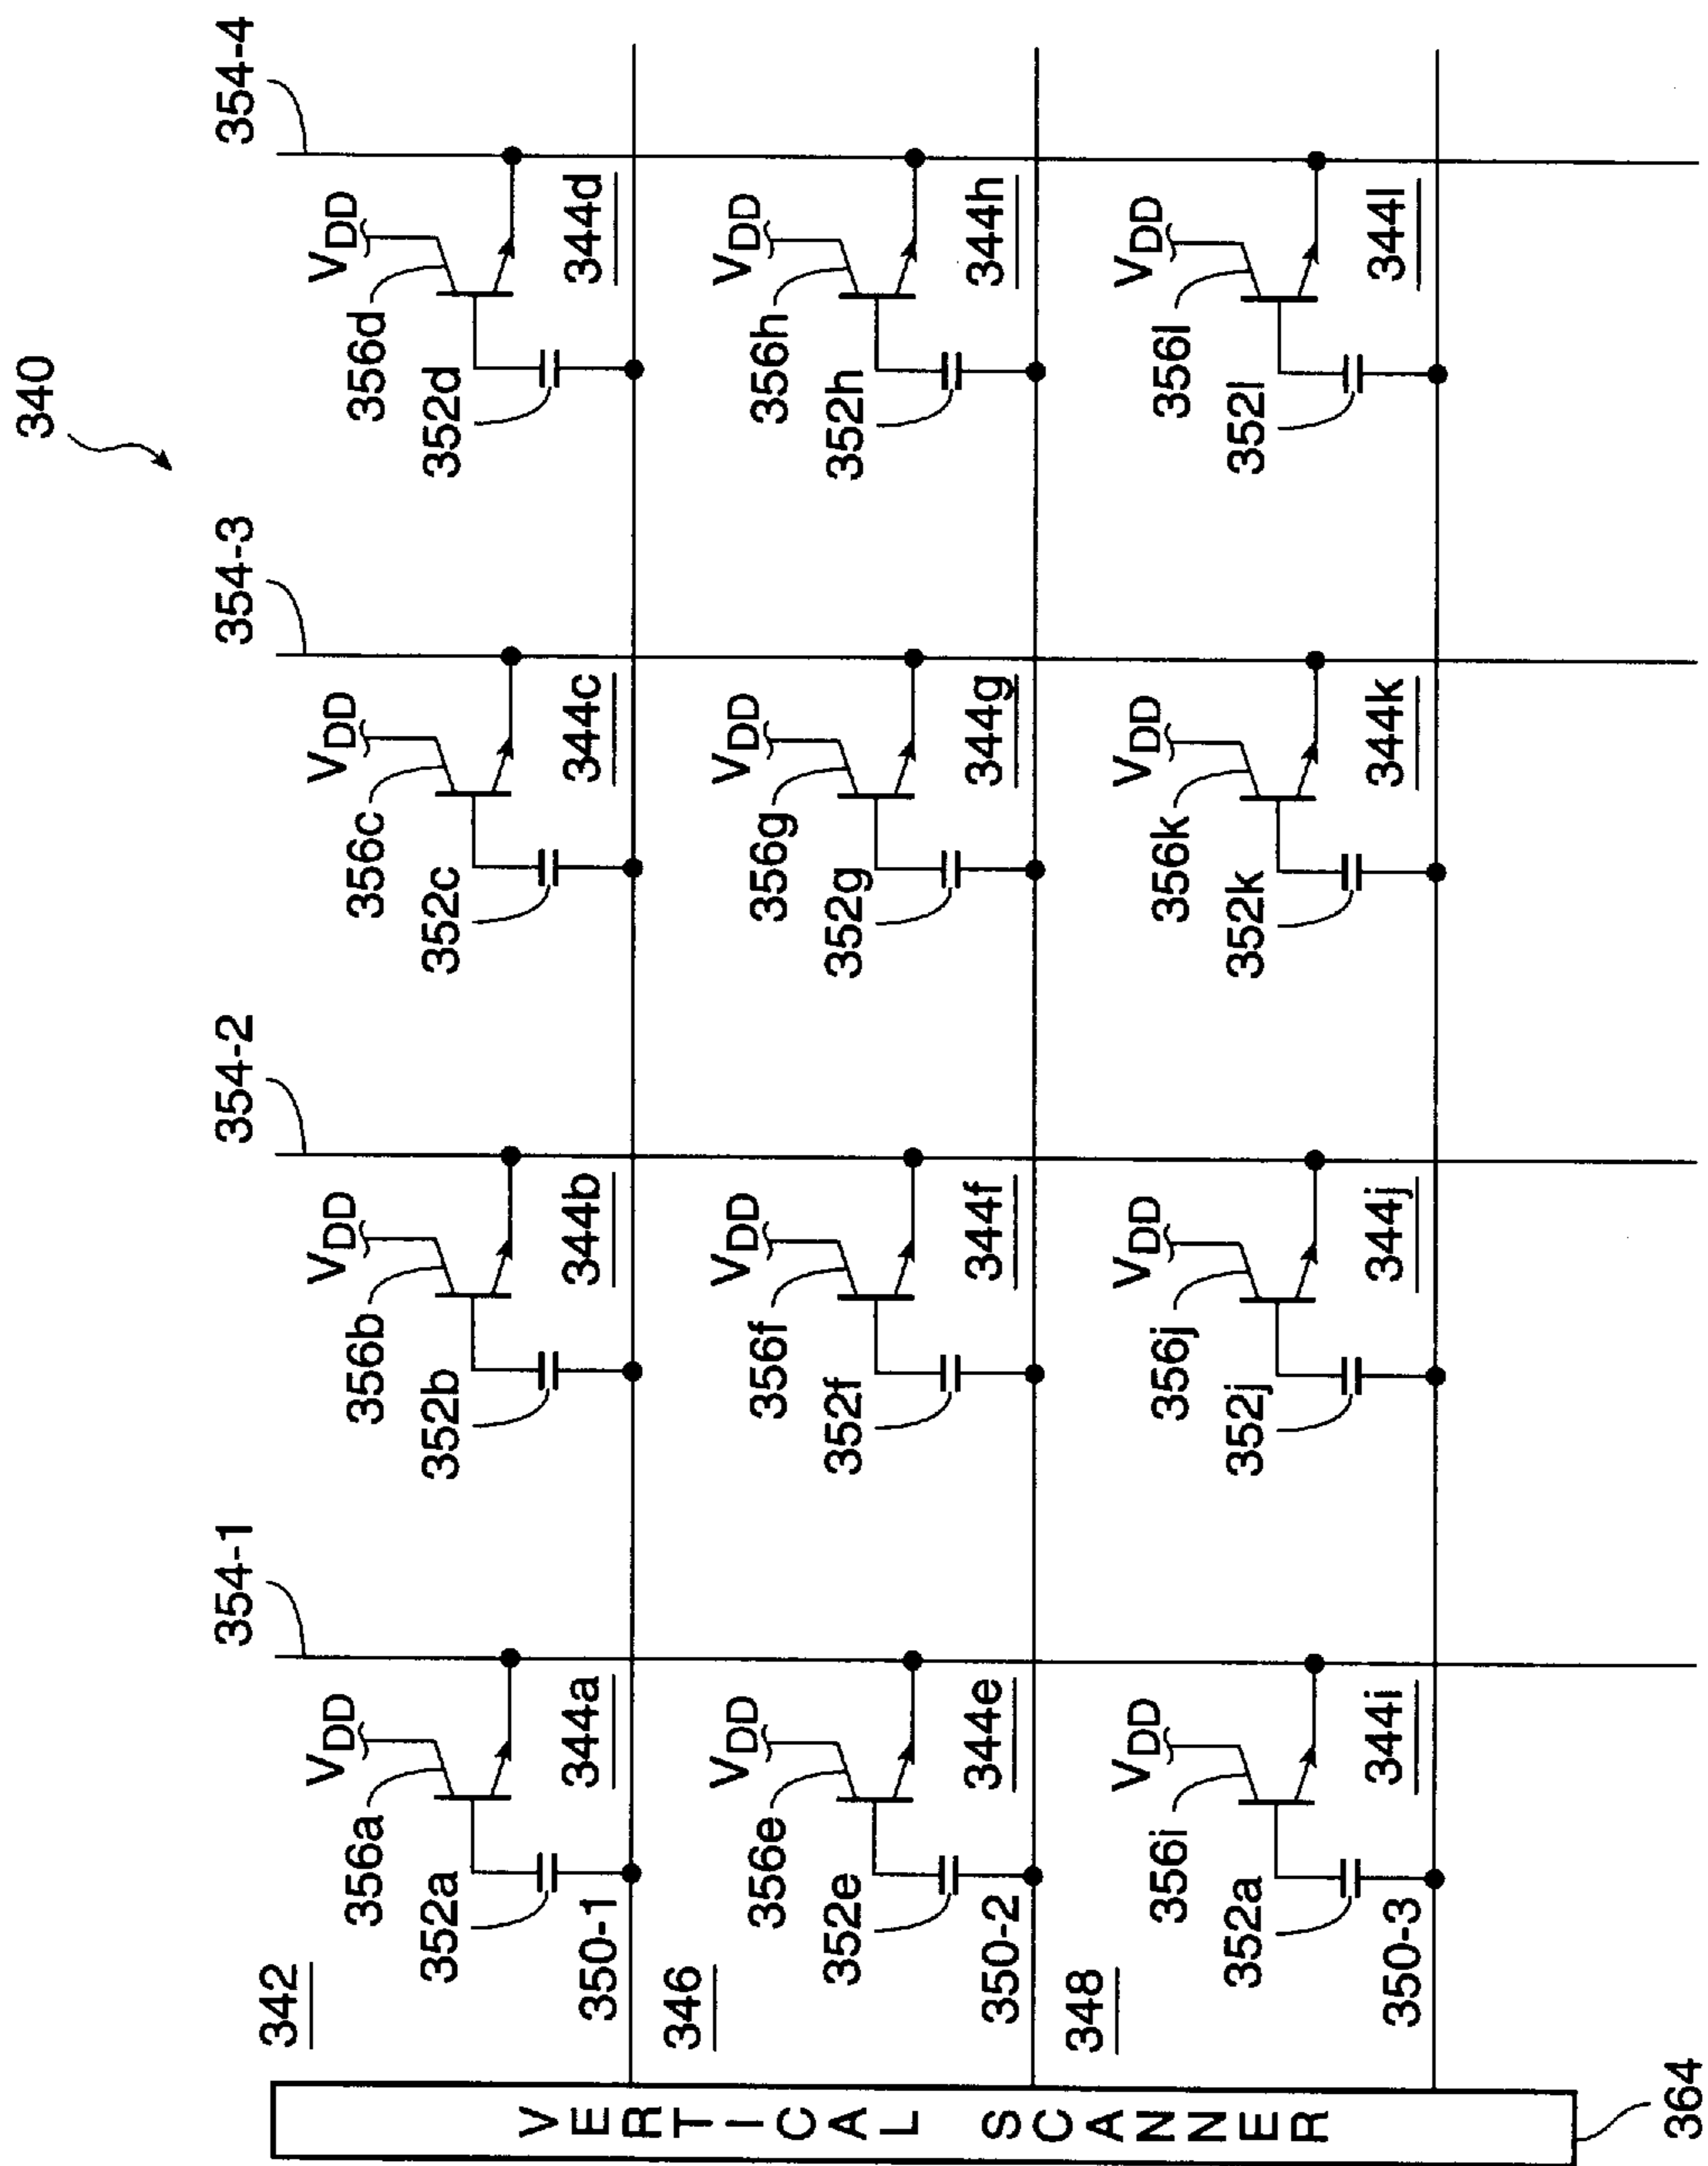 340
354-1
354-2
354-3
354-4
342
VDD
VDD
VDD
VDD
356a
356b
356c
356d
352a
352b
352c
352d
344a
344b
344c
344d
350-1
346
VDD
VDD
VDD
VDD
356e
356f
356g
356h
352e
352f
352g
352h
344e
344f
344g
344h
350-2
348
VDD
VDD
VDD
VDD
356i
356j
356k
356l
352a
352j
352k
352l
344i
344j
344k
344l
350-3
VERTICAL SCANNER
364